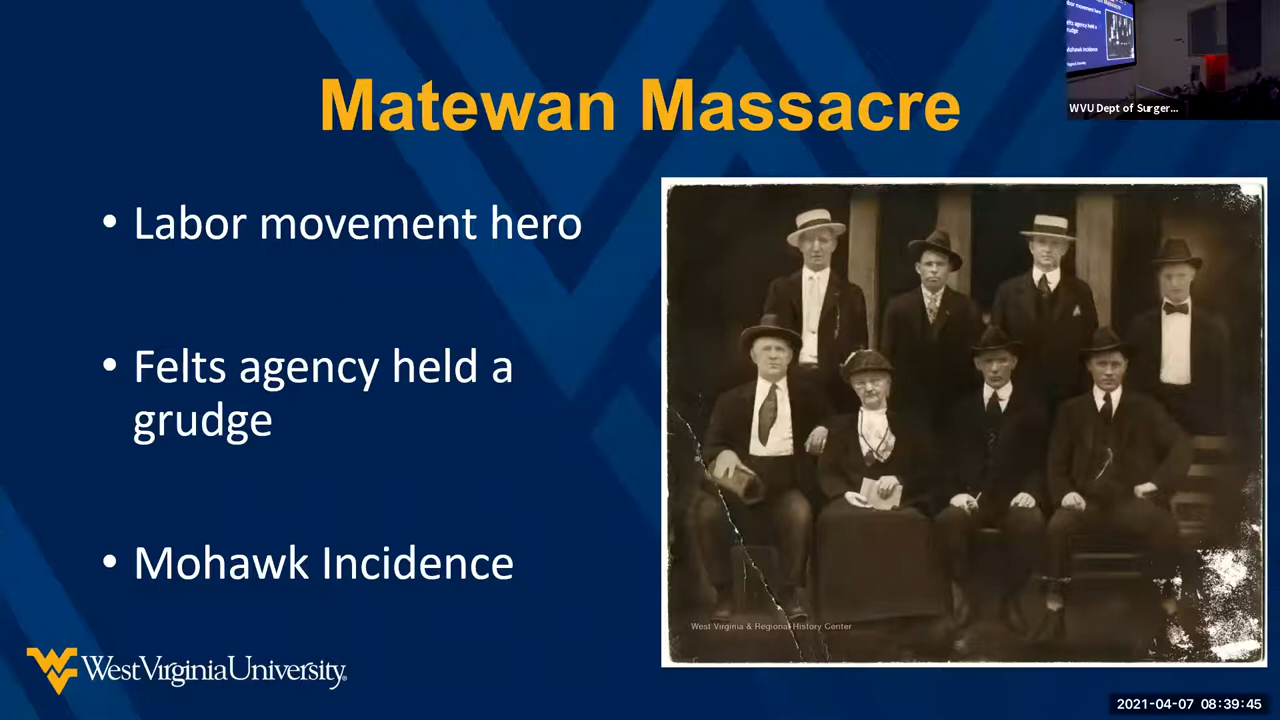 Matewan Massacre
WVU Dept of Surger...
• Labor movement hero
• Felts agency held a
grudge
• Mohawk Incidence
West Virginia & Regional History Center
WestVirginiaUniversity.
2021-04-07 08:39:45